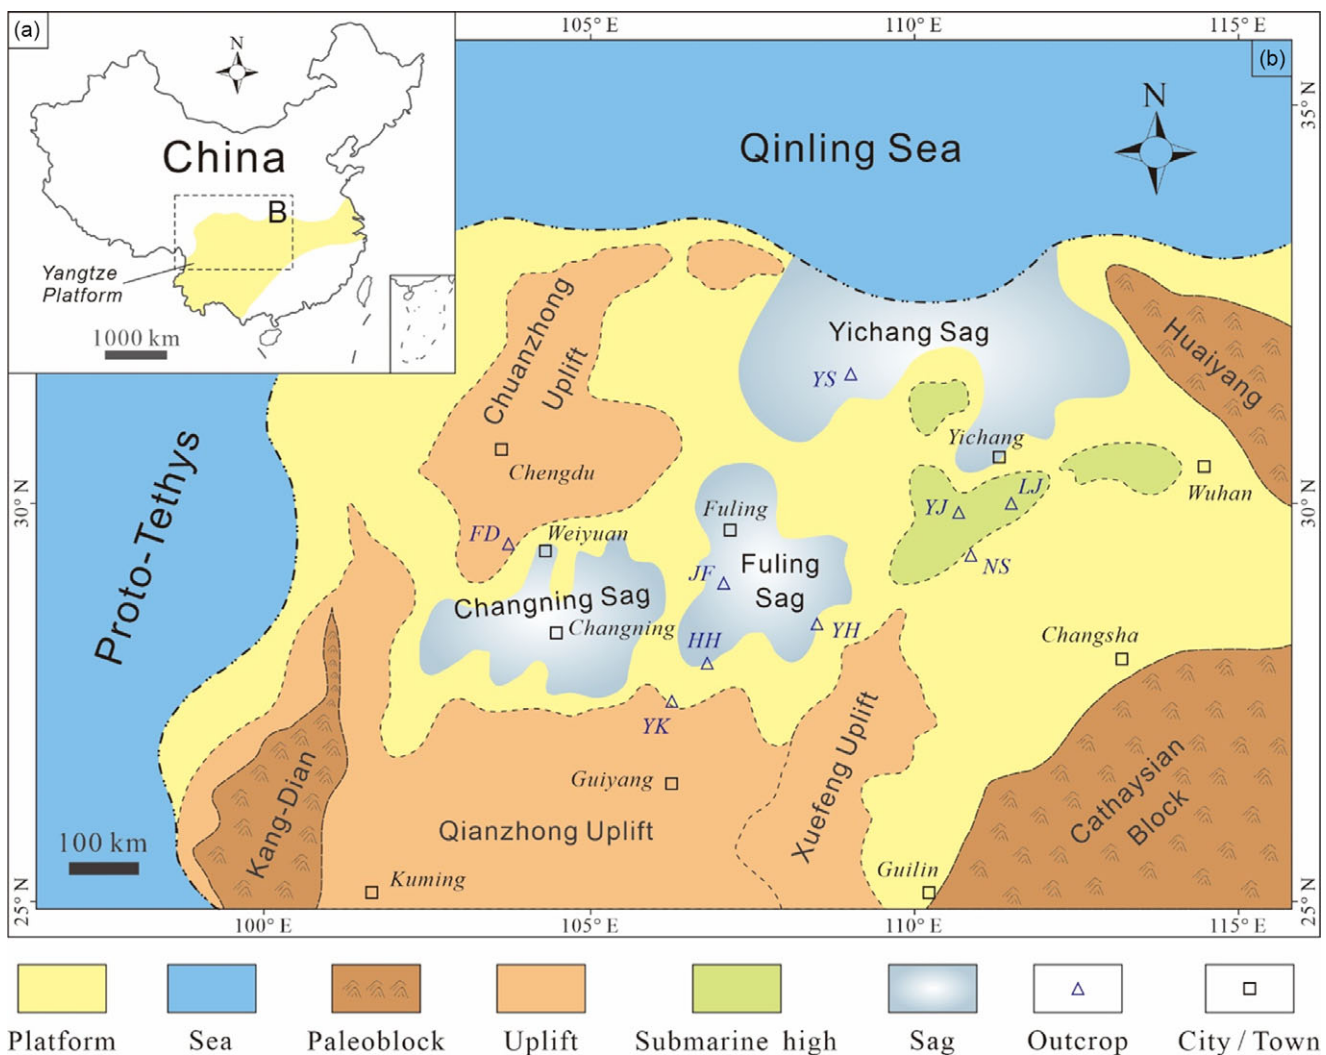 (a)
N
China
B
Yangtze
Platform
1000 km
105° E
110° E
115° E
(b)
N
35° N
Qinling Sea
Chuanzhong
Uplift
Yichang Sag
Huaiyang
YS
Yichang
Chengdu
Wuhan
LJ
YJ
30° N
30° N
Proto-Tethys
FD
Weiyuan
Fuling
NS
JF
Fuling
Sag
Changning Sag
Changning
HH
YH
Changsha
YK
Xuefeng Uplift
Guiyang
Kang-Dian
Qianzhong Uplift
Cathaysian
Block
100 km
Kuming
Guilin
25° N
25° N
100° E
105° E
110° E
115° E
Platform
Sea
Paleoblock
Uplift
Submarine high
Sag
Outcrop
City / Town